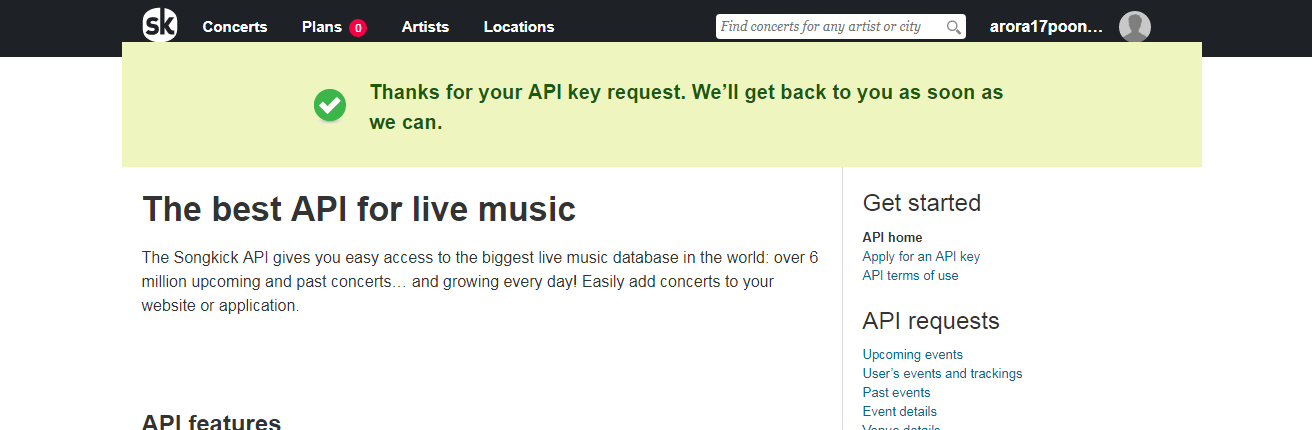 sk Concerts Plans 0 Artists Locations Find concerts for any artist or city arora17poon…
Thanks for your API key request. We’ll get back to you as soon as
we can.
The best API for live music
The Songkick API gives you easy access to the biggest live music database in the world: over 6
million upcoming and past concerts… and growing every day! Easily add concerts to your
website or application.
API features
Get started
API home
Apply for an API key
API terms of use
API requests
Upcoming events
User’s events and trackings
Past events
Event details
Venue details